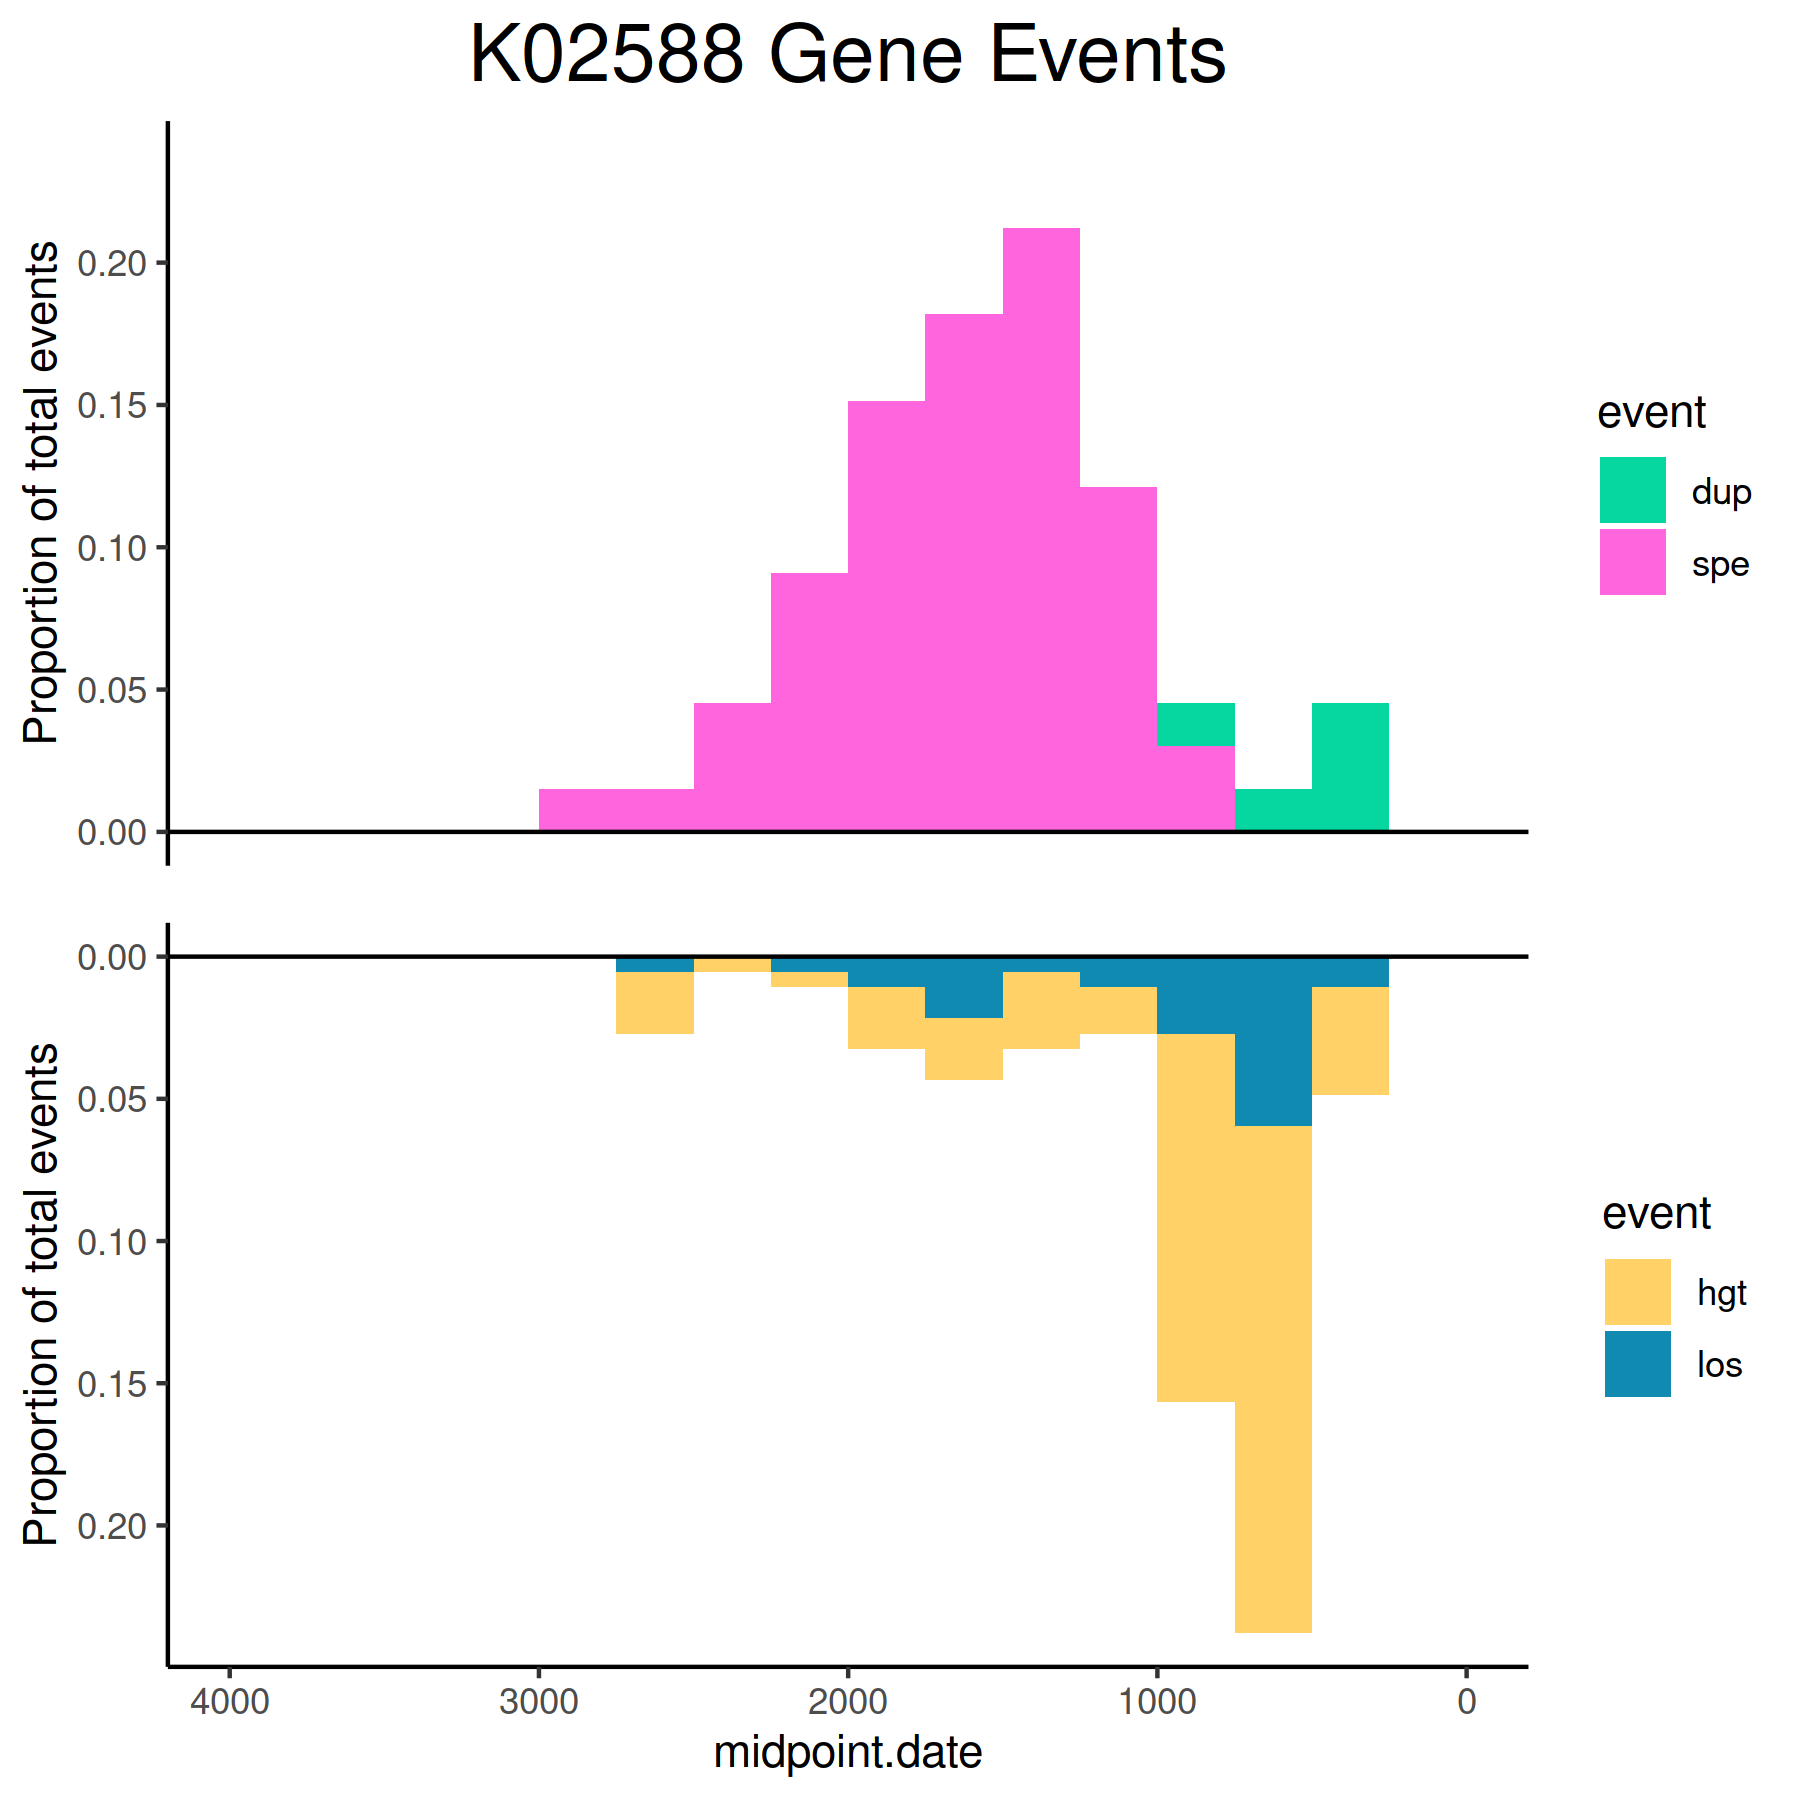 K02588 Gene Events
Proportion of total events
0.20
0.15
0.10
0.05
0.00
event
dup
spe
Proportion of total events
0.00
0.05
0.10
0.15
0.20
event
hgt
los
4000 3000 2000 1000 0
midpoint.date